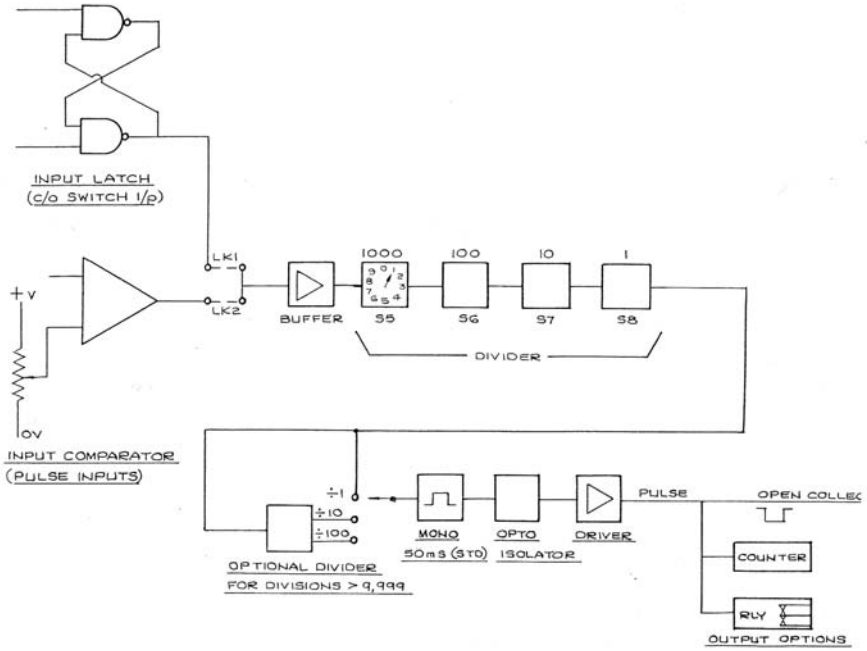 INPUT LATCH
(C/O SWITCH I/P)
LK1
LK2
+V
0V
INPUT COMPARATOR
(PULSE INPUTS)
BUFFER
1000
100
10
1
0
1
2
3
4
5
6
7
8
9
S5
S6
S7
S8
DIVIDER
÷1
÷10
÷100
OPTIONAL DIVIDER
FOR DIVISIONS > 9,999
MONO
50mS (STD)
OPTO
ISOLATOR
DRIVER
PULSE
OPEN COLLEC
COUNTER
RLY
OUTPUT OPTIONS